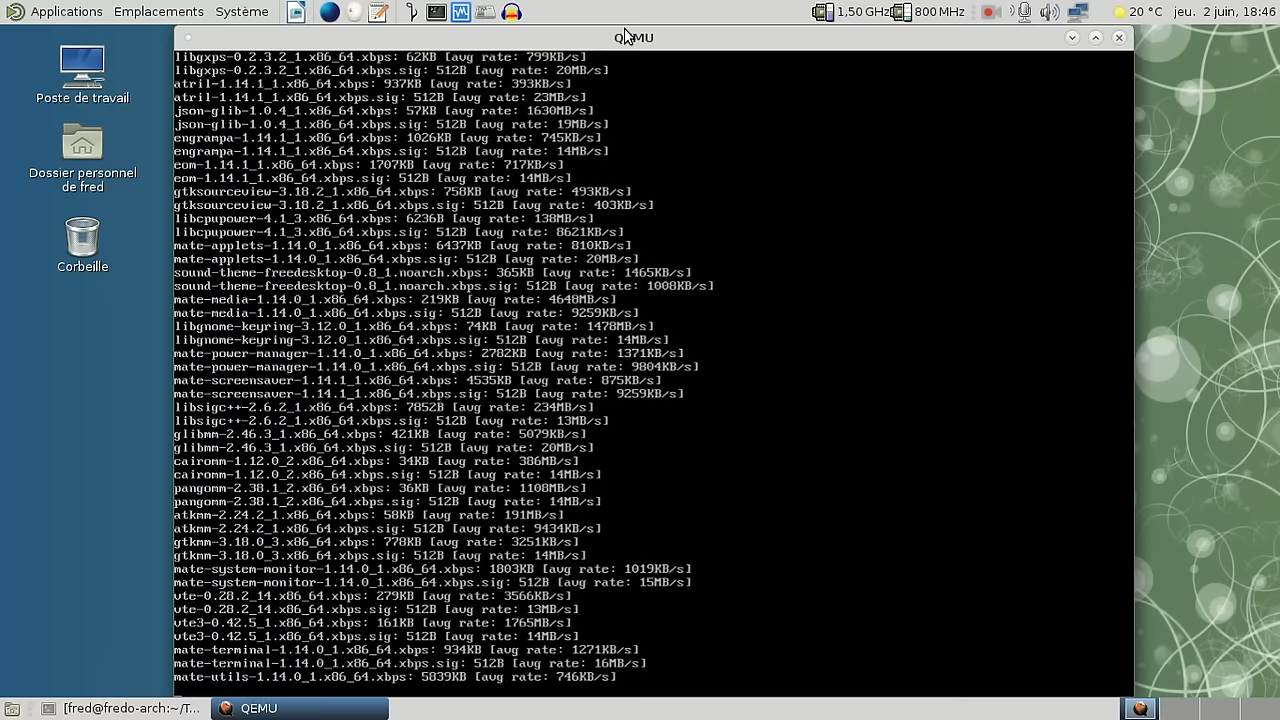 Applications Emplacements Système
1,50 GHz 800 MHz 20 °C jeu. 2 juin, 18:46
QEMU
Poste de travail
Dossier personnel
de fred
Corbeille
libgxps-0.2.3.2_1.x86_64.xbps: 62KB [avg rate: 799KB/s]
libgxps-0.2.3.2_1.x86_64.xbps.sig: 512B [avg rate: 20MB/s]
atril-1.14.1_1.x86_64.xbps: 937KB [avg rate: 393KB/s]
atril-1.14.1_1.x86_64.xbps.sig: 512B [avg rate: 23MB/s]
json-glib-1.0.4_1.x86_64.xbps: 57KB [avg rate: 1630MB/s]
json-glib-1.0.4_1.x86_64.xbps.sig: 512B [avg rate: 19MB/s]
engrampa-1.14.1_1.x86_64.xbps: 1026KB [avg rate: 745KB/s]
engrampa-1.14.1_1.x86_64.xbps.sig: 512B [avg rate: 14MB/s]
eom-1.14.1_1.x86_64.xbps: 1707KB [avg rate: 717KB/s]
eom-1.14.1_1.x86_64.xbps.sig: 512B [avg rate: 14MB/s]
gtksourceview-3.18.2_1.x86_64.xbps: 758KB [avg rate: 493KB/s]
gtksourceview-3.18.2_1.x86_64.xbps.sig: 512B [avg rate: 403KB/s]
libcpupower-4.1_3.x86_64.xbps: 6236B [avg rate: 138MB/s]
libcpupower-4.1_3.x86_64.xbps.sig: 512B [avg rate: 8621KB/s]
mate-applets-1.14.0_1.x86_64.xbps: 6437KB [avg rate: 810KB/s]
mate-applets-1.14.0_1.x86_64.xbps.sig: 512B [avg rate: 20MB/s]
sound-theme-freedesktop-0.8_1.noarch.xbps: 365KB [avg rate: 1465KB/s]
sound-theme-freedesktop-0.8_1.noarch.xbps.sig: 512B [avg rate: 1008KB/s]
mate-media-1.14.0_1.x86_64.xbps: 219KB [avg rate: 4648MB/s]
mate-media-1.14.0_1.x86_64.xbps.sig: 512B [avg rate: 9259KB/s]
libgnome-keyring-3.12.0_1.x86_64.xbps: 74KB [avg rate: 1478MB/s]
libgnome-keyring-3.12.0_1.x86_64.xbps.sig: 512B [avg rate: 14MB/s]
mate-power-manager-1.14.0_1.x86_64.xbps: 2782KB [avg rate: 1371KB/s]
mate-power-manager-1.14.0_1.x86_64.xbps.sig: 512B [avg rate: 9804KB/s]
mate-screensaver-1.14.1_1.x86_64.xbps: 4535KB [avg rate: 875KB/s]
mate-screensaver-1.14.1_1.x86_64.xbps.sig: 512B [avg rate: 9259KB/s]
libsigc++-2.6.2_1.x86_64.xbps: 7852B [avg rate: 234MB/s]
libsigc++-2.6.2_1.x86_64.xbps.sig: 512B [avg rate: 13MB/s]
glibmm-2.46.3_1.x86_64.xbps: 421KB [avg rate: 5079KB/s]
glibmm-2.46.3_1.x86_64.xbps.sig: 512B [avg rate: 20MB/s]
cairomm-1.12.0_2.x86_64.xbps: 34KB [avg rate: 386MB/s]
cairomm-1.12.0_2.x86_64.xbps.sig: 512B [avg rate: 14MB/s]
pangomm-2.38.1_2.x86_64.xbps: 36KB [avg rate: 1108MB/s]
pangomm-2.38.1_2.x86_64.xbps.sig: 512B [avg rate: 14MB/s]
atkmm-2.24.2_1.x86_64.xbps: 58KB [avg rate: 191MB/s]
atkmm-2.24.2_1.x86_64.xbps.sig: 512B [avg rate: 9434KB/s]
gtkmm-3.18.0_3.x86_64.xbps: 778KB [avg rate: 3251KB/s]
gtkmm-3.18.0_3.x86_64.xbps.sig: 512B [avg rate: 14MB/s]
mate-system-monitor-1.14.0_1.x86_64.xbps: 1803KB [avg rate: 1019KB/s]
mate-system-monitor-1.14.0_1.x86_64.xbps.sig: 512B [avg rate: 15MB/s]
vte-0.28.2_14.x86_64.xbps: 279KB [avg rate: 3566KB/s]
vte-0.28.2_14.x86_64.xbps.sig: 512B [avg rate: 13MB/s]
vte3-0.42.5_1.x86_64.xbps: 161KB [avg rate: 1765MB/s]
vte3-0.42.5_1.x86_64.xbps.sig: 512B [avg rate: 14MB/s]
mate-terminal-1.14.0_1.x86_64.xbps: 934KB [avg rate: 1271KB/s]
mate-terminal-1.14.0_1.x86_64.xbps.sig: 512B [avg rate: 16MB/s]
mate-utils-1.14.0_1.x86_64.xbps: 5839KB [avg rate: 746KB/s]
[fred@fredo-arch:~/T... QEMU